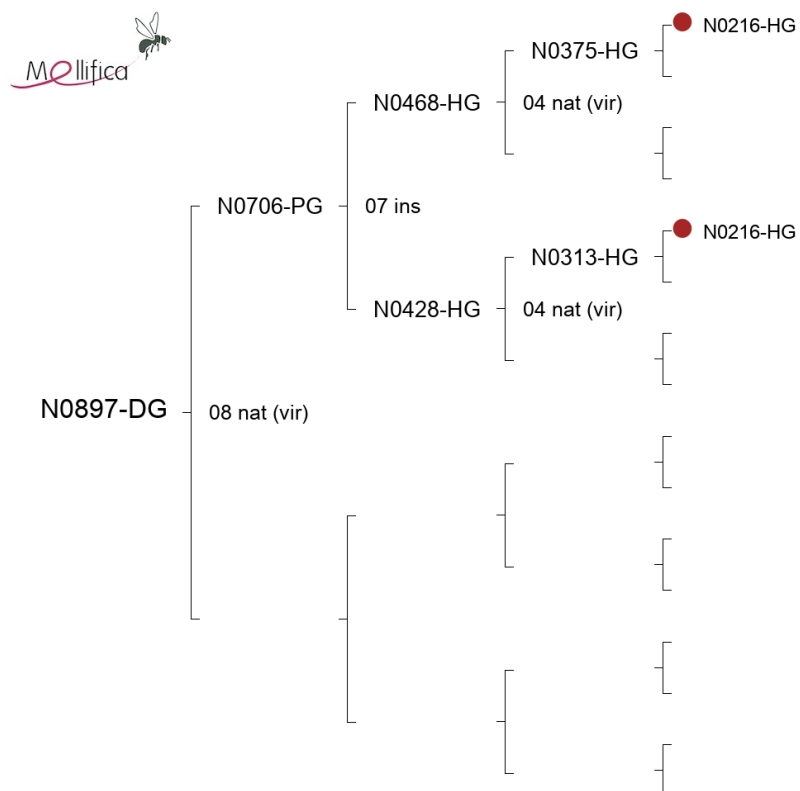 Mellifica
N0216-HG
N0375-HG
N0468-HG
04 nat (vir)
N0706-PG
07 ins
N0216-HG
N0313-HG
N0428-HG
04 nat (vir)
N0897-DG
08 nat (vir)